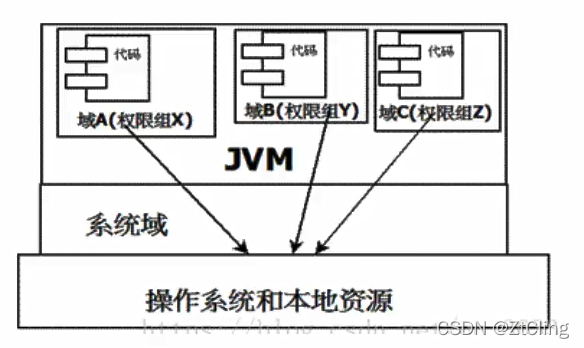 代码
代码
代码
域A(权限组X)
域B(权限组Y)
域C(权限组Z)
JVM
系统域
操作系统和本地资源
CSDN @ZtCling